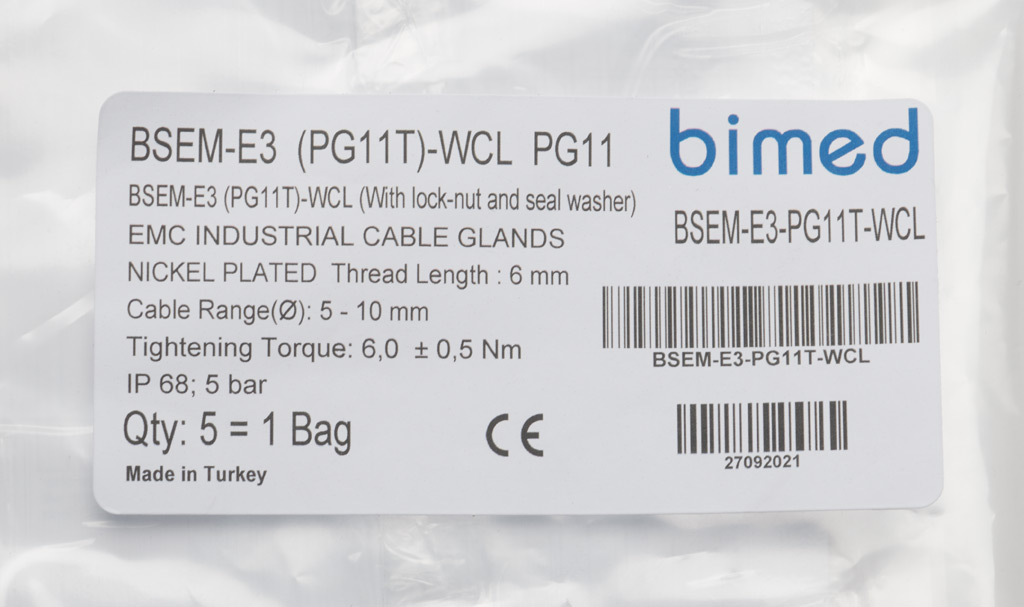 BSEM-E3 (PG11T)-WCL PG11
BSEM-E3 (PG11T)-WCL (With lock-nut and seal washer)
EMC INDUSTRIAL CABLE GLANDS
NICKEL PLATED Thread Length : 6 mm
Cable Range(Ø): 5 - 10 mm
Tightening Torque: 6,0 ± 0,5 Nm
IP 68; 5 bar
Qty: 5 = 1 Bag
Made in Turkey
CE
bimed
BSEM-E3-PG11T-WCL
BSEM-E3-PG11T-WCL
27092021